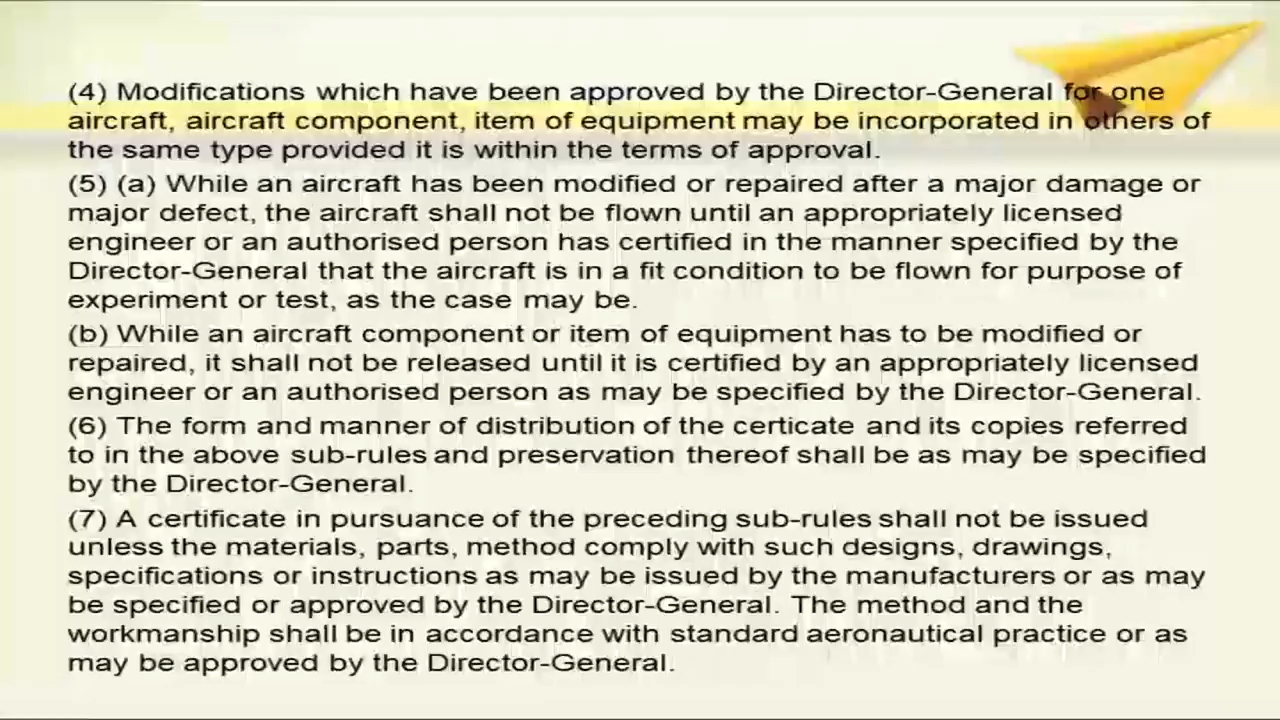 (4) Modifications which have been approved by the Director-General for one
aircraft, aircraft component, item of equipment may be incorporated in others of
the same type provided it is within the terms of approval.
(5) (a) While an aircraft has been modified or repaired after a major damage or
major defect, the aircraft shall not be flown until an appropriately licensed
engineer or an authorised person has certified in the manner specified by the
Director-General that the aircraft is in a fit condition to be flown for purpose of
experiment or test, as the case may be.
(b) While an aircraft component or item of equipment has to be modified or
repaired, it shall not be released until it is certified by an appropriately licensed
engineer or an authorised person as may be specified by the Director-General.
(6) The form and manner of distribution of the certicate and its copies referred
to in the above sub-rules and preservation thereof shall be as may be specified
by the Director-General.
(7) A certificate in pursuance of the preceding sub-rules shall not be issued
unless the materials, parts, method comply with such designs, drawings,
specifications or instructions as may be issued by the manufacturers or as may
be specified or approved by the Director-General. The method and the
workmanship shall be in accordance with standard aeronautical practice or as
may be approved by the Director-General.